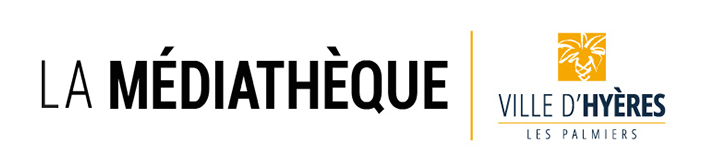 LA MÉDIATHÈQUE
VILLE D'HYÈRES
LES PALMIERS